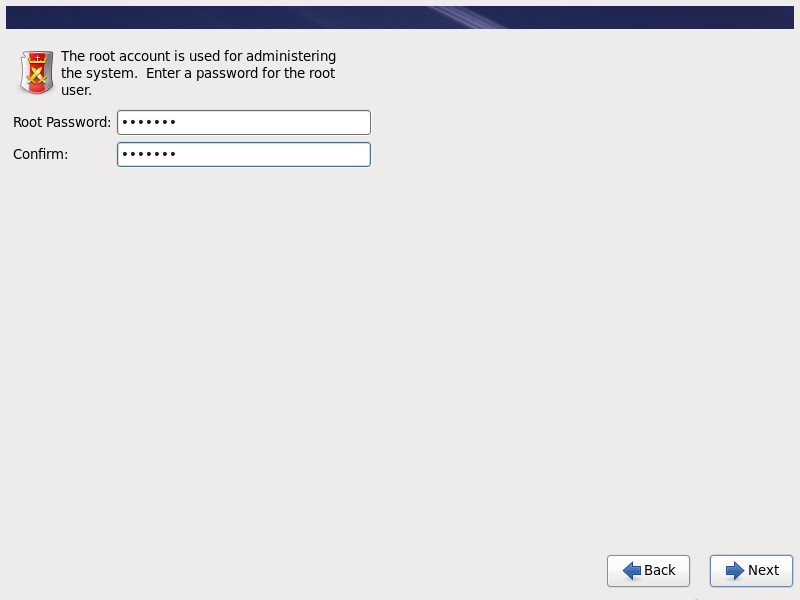 The root account is used for administering
the system.  Enter a password for the root
user.
Root Password: •••••••
Confirm: •••••••
Back
Next